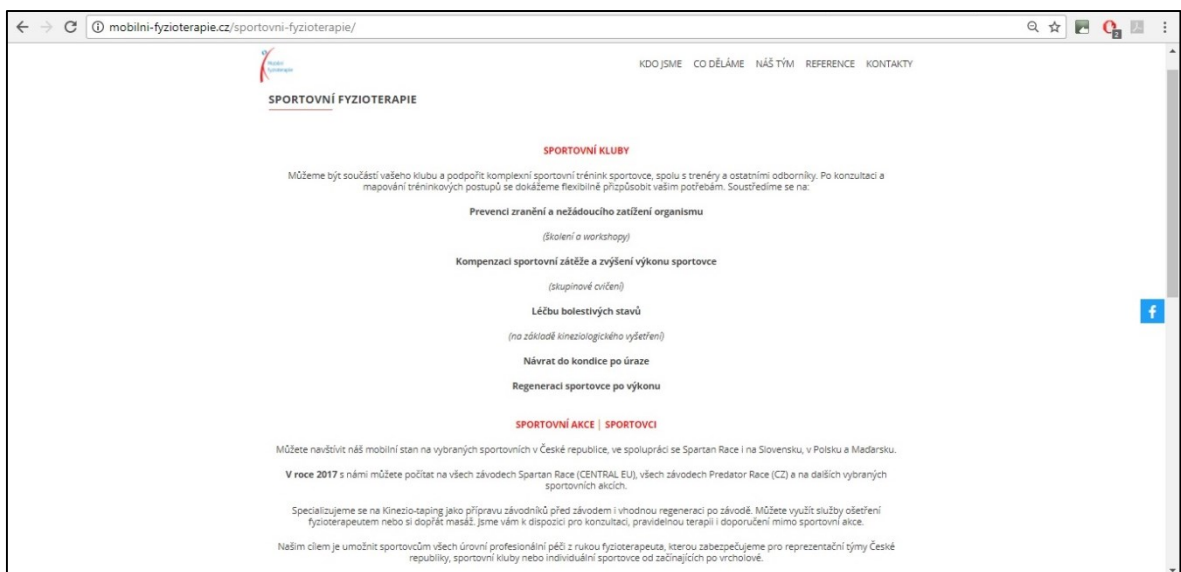 mobilni-fyzioterapie.cz/sportovni-fyzioterapie/
2
Mobilní
fyzioterapie
KDO JSME CO DĚLÁME NÁŠ TÝM REFERENCE KONTAKTY
SPORTOVNÍ FYZIOTERAPIE
SPORTOVNÍ KLUBY
Můžeme být součástí vašeho klubu a podpořit komplexní sportovní trénink sportovce, spolu s trenéry a ostatními odborníky. Po konzultaci a
mapování tréninkových postupů se dokážeme flexibilně přizpůsobit vašim potřebám. Soustředíme se na:
Prevenci zranění a nežádoucího zatížení organismu
(školení a workshopy)
Kompenzaci sportovní zátěže a zvýšení výkonu sportovce
(skupinové cvičení)
Léčbu bolestivých stavů
(na základě kineziologického vyšetření)
Návrat do kondice po úraze
Regeneraci sportovce po výkonu
SPORTOVNÍ AKCE | SPORTOVCI
Můžete navštívit náš mobilní stan na vybraných sportovních v České republice, ve spolupráci se Spartan Race i na Slovensku, v Polsku a Maďarsku.
V roce 2017 s námi můžete počítat na všech závodech Spartan Race (CENTRAL EU), všech závodech Predator Race (CZ) a na dalších vybraných
sportovních akcích.
Specializujeme se na Kinezio-taping jako přípravu závodníků před závodem i vhodnou regeneraci po závodě. Můžete využít služby ošetření
fyzioterapeutem nebo si dopřát masáž. Jsme vám k dispozici pro konzultaci, pravidelnou terapii i doporučení mimo sportovní akce.
Našim cílem je umožnit sportovcům všech úrovní profesionální péči z rukou fyzioterapeuta, kterou zabezpečujeme pro reprezentační týmy České
republiky, sportovní kluby nebo individuální sportovce od začínajících po vrcholové.